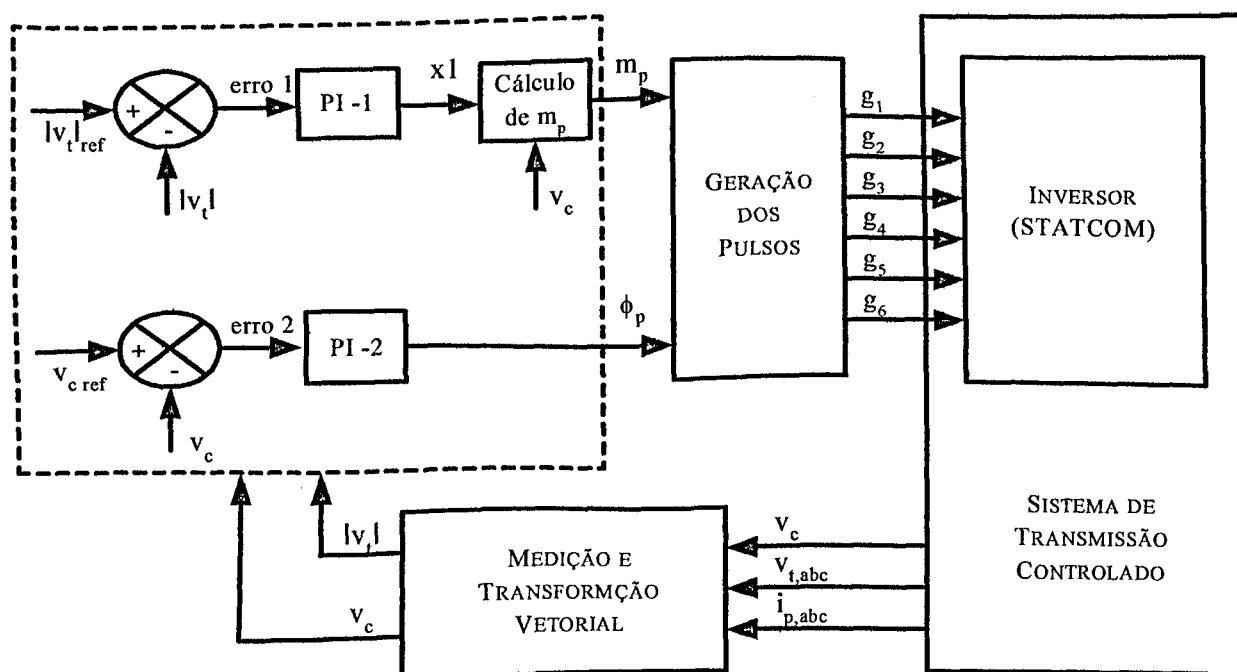 erro 1
x1
m_p
PI -1
Cálculo
de m_p
+
-
|v_t|_ref
|v_t|
v_c
g_1
g_2
g_3
g_4
g_5
g_6
GERAÇÃO
DOS
PULSOS
INVERSOR
(STATCOM)
erro 2
PI -2
ϕ_p
+
-
v_c ref
v_c
|v_t|
v_c
MEDIÇÃO E
TRANSFORMÇÃO
VETORIAL
v_c
v_t,abc
i_p,abc
SISTEMA DE
TRANSMISSÃO
CONTROLADO